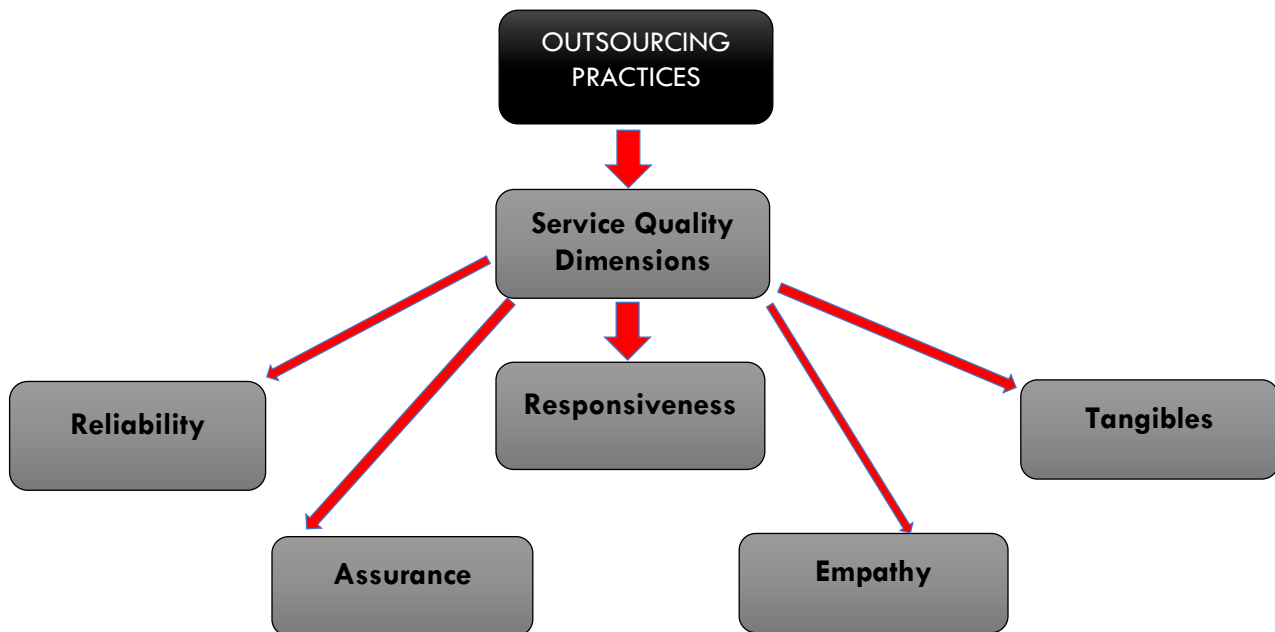 OUTSOURCING
PRACTICES
Service Quality
Dimensions
Reliability
Responsiveness
Tangibles
Assurance
Empathy